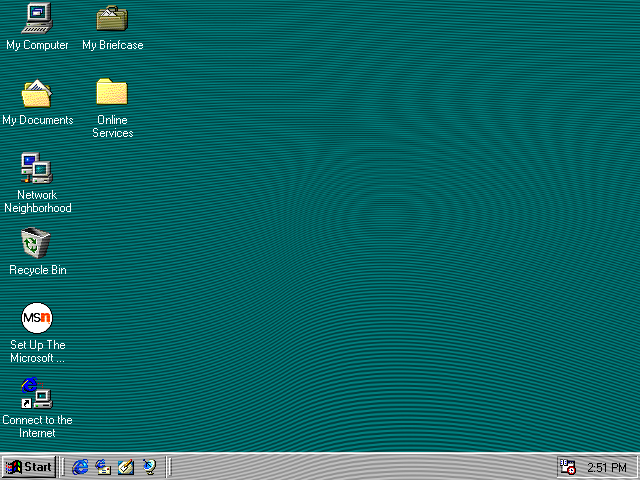 My Computer
My Briefcase
My Documents
Online
Services
Network
Neighborhood
Recycle Bin
msn
Set Up The
Microsoft ...
Connect to the
Internet
Start
2:51 PM